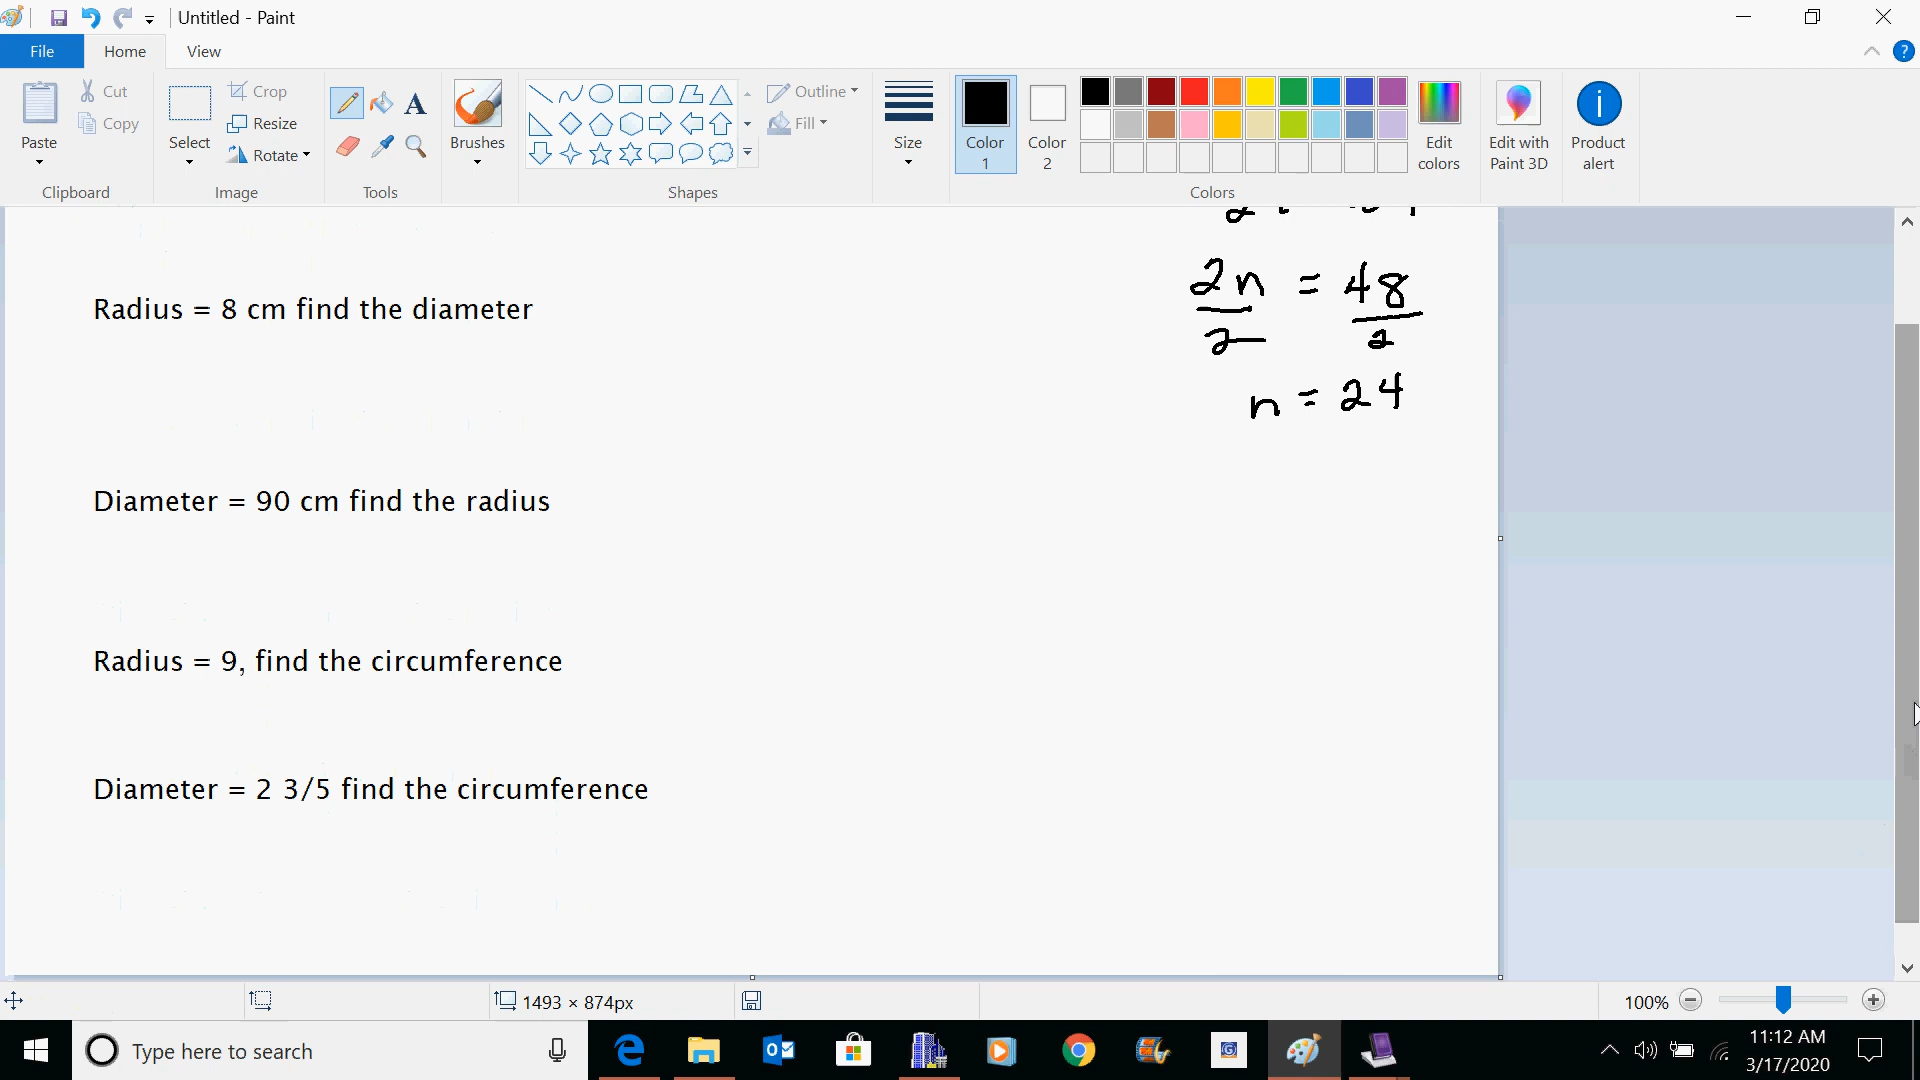 Untitled - Paint
File Home View
Paste
Cut
Copy
Clipboard
Select
Crop
Resize
Rotate
Image
Tools
Brushes
Shapes
Outline
Fill
Size
Color 1
Color 2
Colors
Edit colors
Edit with Paint 3D
Product alert
2n = 48
2 2
n = 24
Radius = 8 cm find the diameter
Diameter = 90 cm find the radius
Radius = 9, find the circumference
Diameter = 2 3/5 find the circumference
1493 × 874px
100%
Type here to search
11:12 AM
3/17/2020